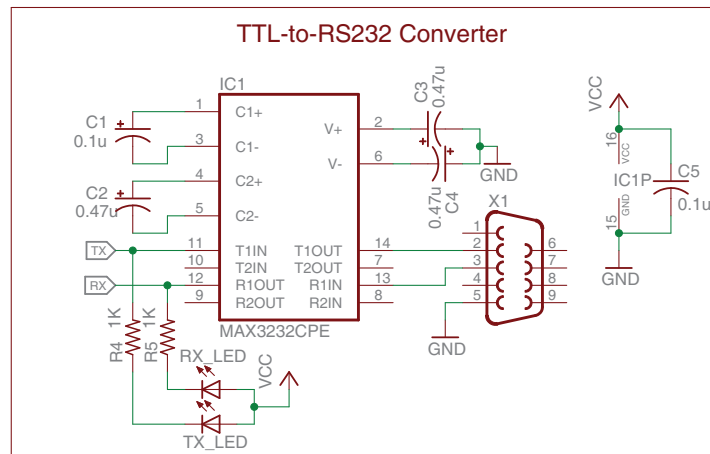 TTL-to-RS232 Converter
IC1
C1
0.1u
1
C1+
3
C1-
C2
0.47u
4
C2+
5
C2-
V+
2
V-
6
C3
0.47u
0.47u
C4
GND
VCC
16
VCC
IC1P
GND
15
C5
0.1u
GND
X1
TX
11
T1IN
10
T2IN
RX
12
R1OUT
9
R2OUT
T1OUT
14
T2OUT
7
R1IN
13
R2IN
8
MAX3232CPE
1
2
3
4
5
6
7
8
9
GND
R4
1K
R5
1K
RX_LED
TX_LED
VCC